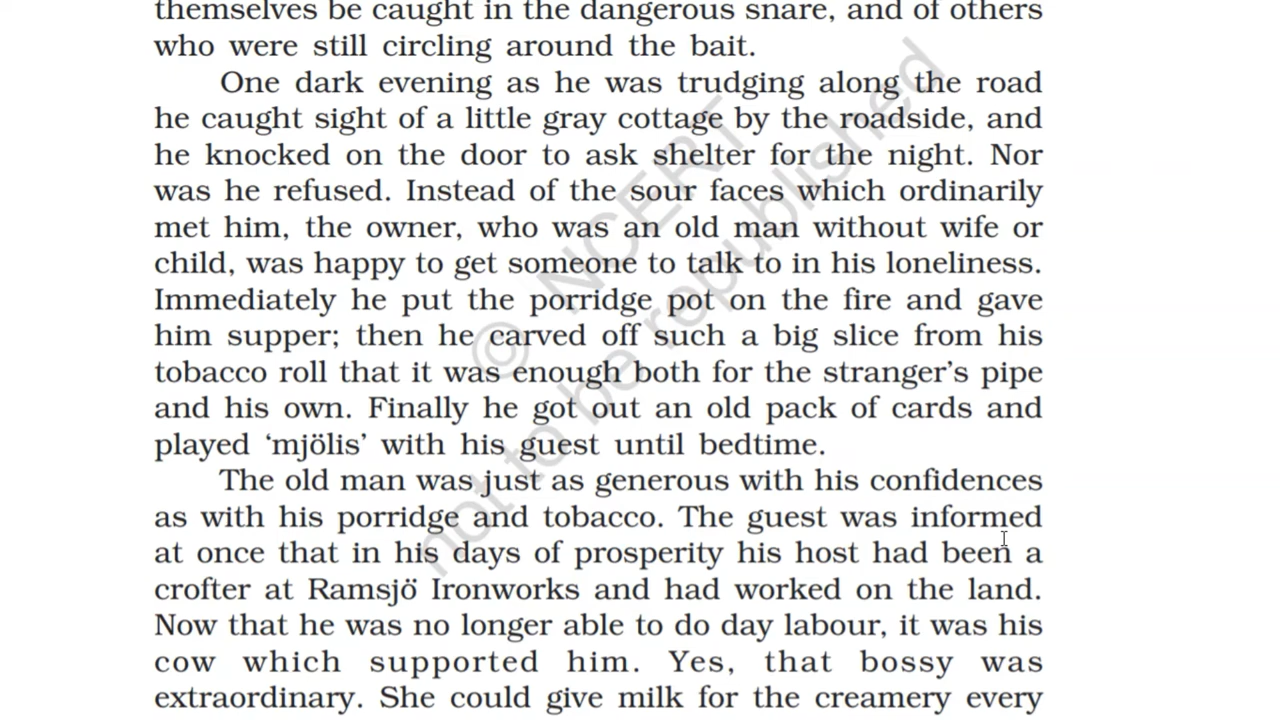 themselves be caught in the dangerous snare, and of others
who were still circling around the bait.
One dark evening as he was trudging along the road
he caught sight of a little gray cottage by the roadside, and
he knocked on the door to ask shelter for the night. Nor
was he refused. Instead of the sour faces which ordinarily
met him, the owner, who was an old man without wife or
child, was happy to get someone to talk to in his loneliness.
Immediately he put the porridge pot on the fire and gave
him supper; then he carved off such a big slice from his
tobacco roll that it was enough both for the stranger’s pipe
and his own. Finally he got out an old pack of cards and
played ‘mjölis’ with his guest until bedtime.
The old man was just as generous with his confidences
as with his porridge and tobacco. The guest was informed
at once that in his days of prosperity his host had been a
crofter at Ramsjö Ironworks and had worked on the land.
Now that he was no longer able to do day labour, it was his
cow which supported him. Yes, that bossy was
extraordinary. She could give milk for the creamery every
© NCERT
not to be republished